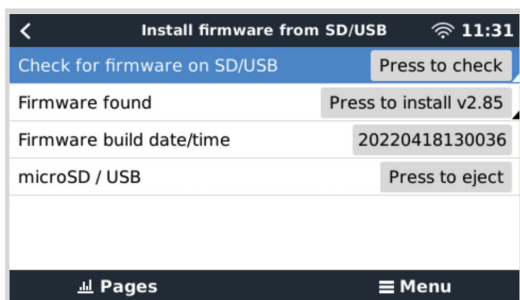 Install firmware from SD/USB 11:31
Check for firmware on SD/USB Press to check
Firmware found Press to install v2.85
Firmware build date/time 20220418130036
microSD / USB Press to eject
Pages Menu